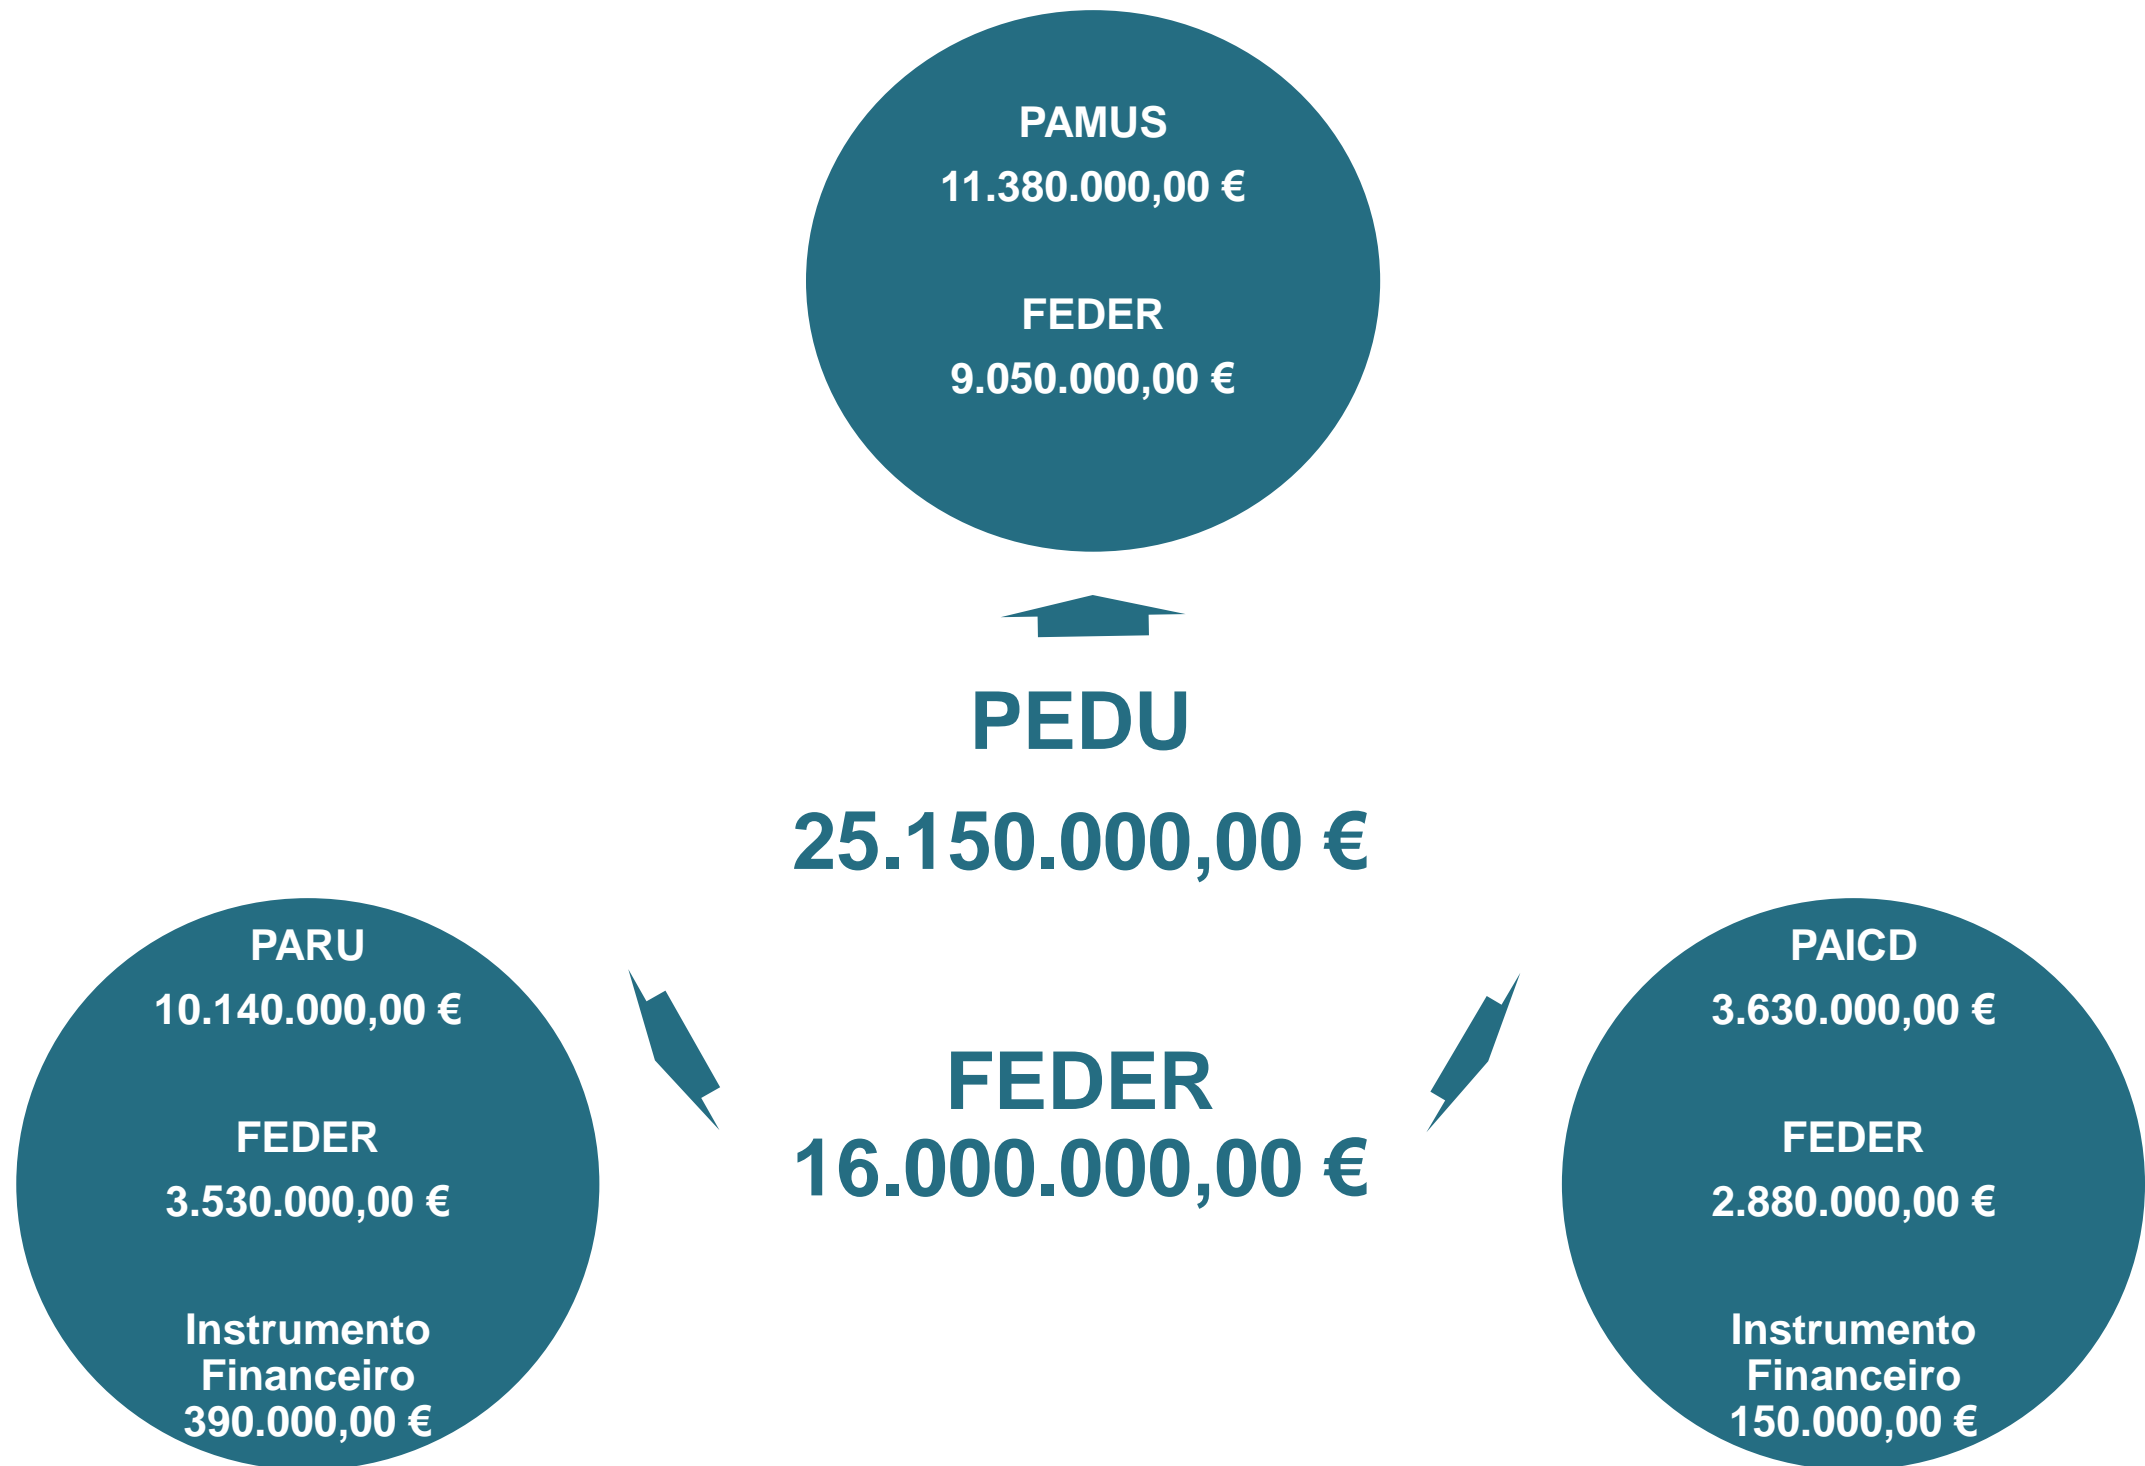 PAMUS
11.380.000,00 €
FEDER
9.050.000,00 €
PEDU
25.150.000,00 €
FEDER
16.000.000,00 €
PARU
10.140.000,00 €
FEDER
3.530.000,00 €
Instrumento
Financeiro
390.000,00 €
PAICD
3.630.000,00 €
FEDER
2.880.000,00 €
Instrumento
Financeiro
150.000,00 €